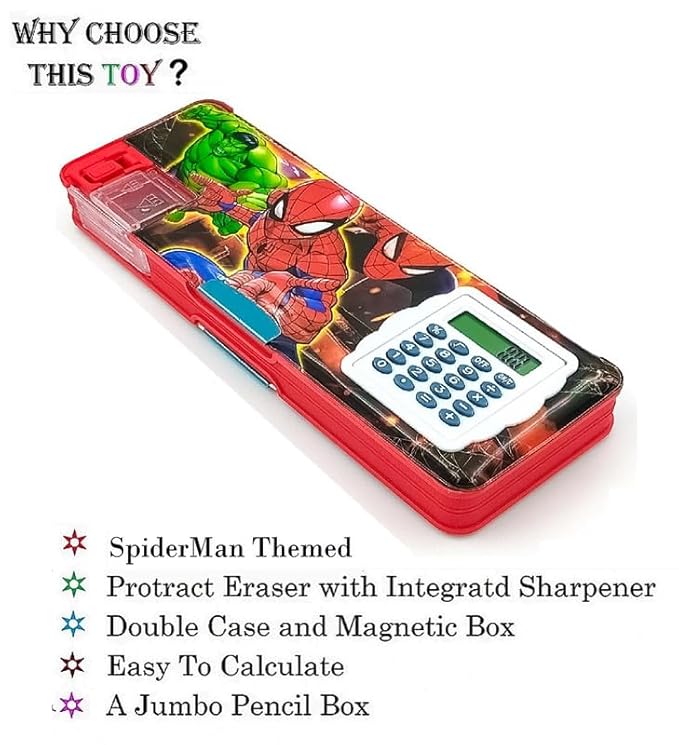 WHY CHOOSE
THIS TOY ?
SpiderMan Themed
Protract Eraser with Integratd Sharpener
Double Case and Magnetic Box
Easy To Calculate
A Jumbo Pencil Box